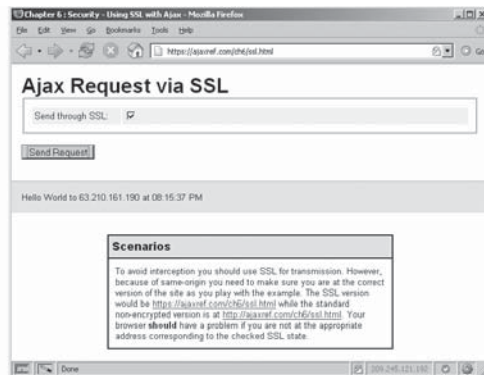 Chapter 6 : Security - Using SSL with Ajax - Mozilla Firefox
File Edit View Go Bookmarks Tools Help
https://ajaxref.com/ch6/ssl.html Go
Ajax Request via SSL
Send through SSL:
Send Request
Hello World to 63.210.161.190 at 08:15:37 PM
Scenarios
To avoid interception you should use SSL for transmission. However,
because of same-origin you need to make sure you are at the correct
version of the site as you play with the example. The SSL version
would be https://ajaxref.com/ch6/ssl.html while the standard
non-encrypted version is at http://ajaxref.com/ch6/ssl.html. Your
browser should have a problem if you are not at the appropriate
address corresponding to the checked SSL state.
Done 209.245.121.192